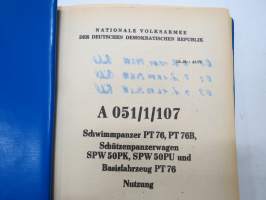 NATIONALE VOLKSARMEE
DER DEUTSCHEN DEMOKRATISCHEN REPUBLIK
A 051/1/107
Schwimmpanzer PT 76, PT 76B,
Schützenpanzerwagen
SPW 50PK, SPW 50PU und
Basisfahrzeug PT 76
Nutzung